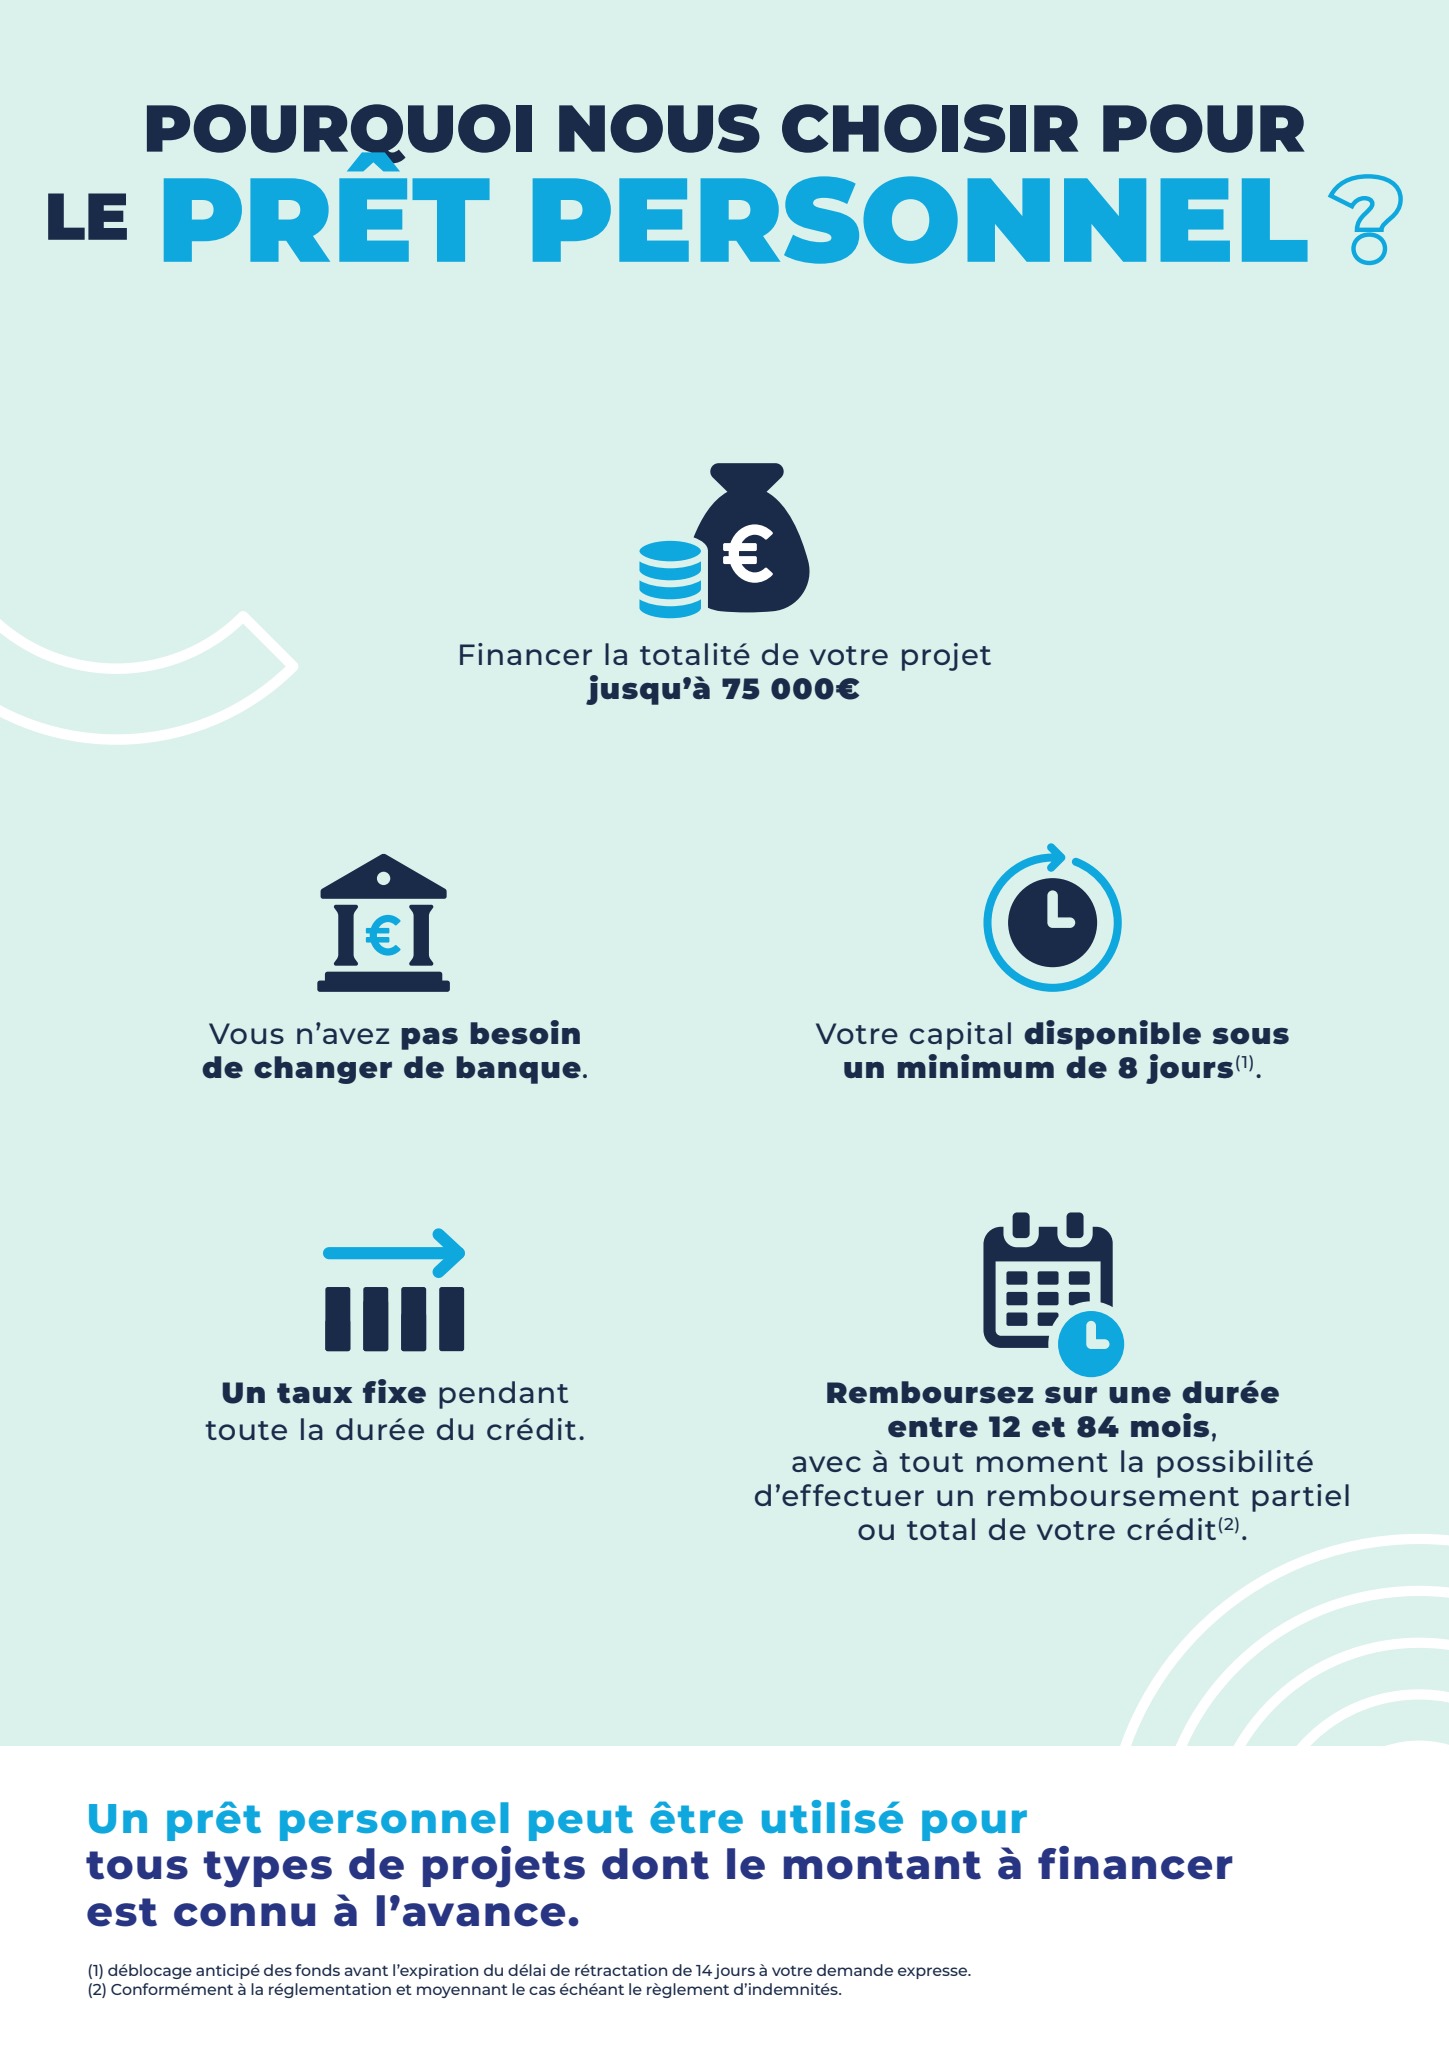 POURQUOI NOUS CHOISIR POUR
LE PRÊT PERSONNEL ?
€
Financer la totalité de votre projet
jusqu’à 75 000€
€
Vous n’avez pas besoin
de changer de banque.
Votre capital disponible sous
un minimum de 8 jours(1).
Un taux fixe pendant
toute la durée du crédit.
Remboursez sur une durée
entre 12 et 84 mois,
avec à tout moment la possibilité
d’effectuer un remboursement partiel
ou total de votre crédit(2).
Un prêt personnel peut être utilisé pour
tous types de projets dont le montant à financer
est connu à l’avance.
(1) déblocage anticipé des fonds avant l’expiration du délai de rétractation de 14 jours à votre demande expresse.
(2) Conformément à la réglementation et moyennant le cas échéant le règlement d’indemnités.